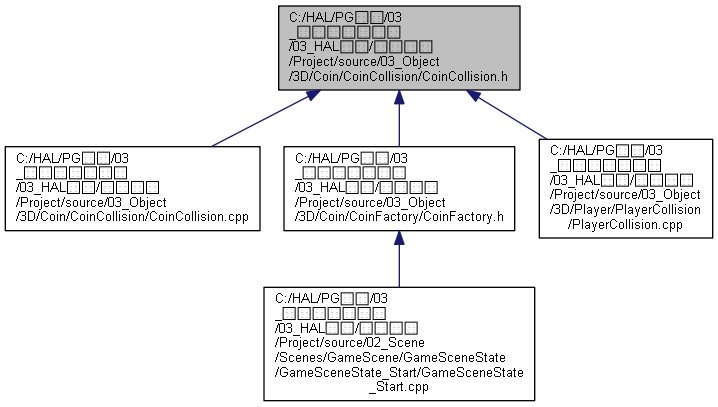 C:/HAL/PG□□/03
_□□□□□□□
/03_HAL□□/□□□□
/Project/source/03_Object
/3D/Coin/CoinCollision/CoinCollision.h
C:/HAL/PG□□/03
_□□□□□□□
/03_HAL□□/□□□□
/Project/source/03_Object
/3D/Coin/CoinCollision/CoinCollision.cpp
C:/HAL/PG□□/03
_□□□□□□□
/03_HAL□□/□□□□
/Project/source/03_Object
/3D/Coin/CoinFactory/CoinFactory.h
C:/HAL/PG□□/03
_□□□□□□□
/03_HAL□□/□□□□
/Project/source/03_Object
/3D/Player/PlayerCollision
/PlayerCollision.cpp
C:/HAL/PG□□/03
_□□□□□□□
/03_HAL□□/□□□□
/Project/source/02_Scene
/Scenes/GameScene/GameSceneState
/GameSceneState_Start/GameSceneState
_Start.cpp